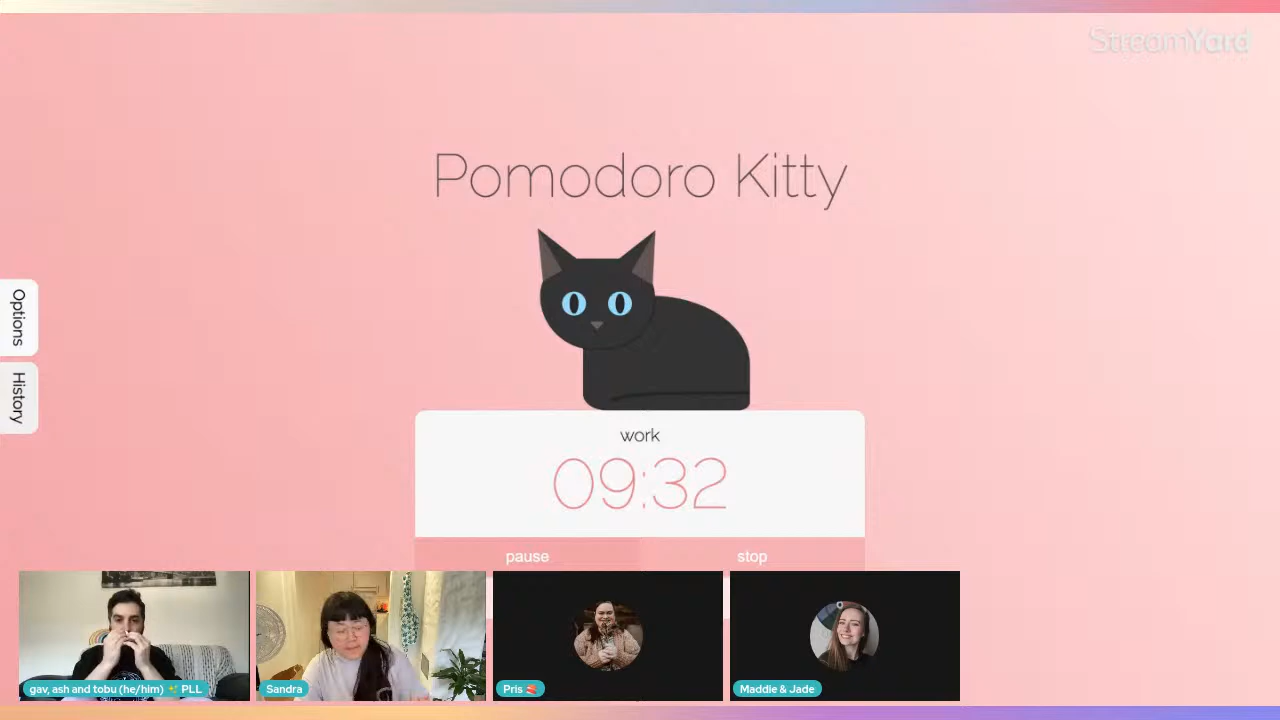 StreamYard
Pomodoro Kitty
Options
History
work
09:32
pause
stop
gav, ash and tobu (he/him) ✨ PLL
Sandra
Pris
Maddie & Jade